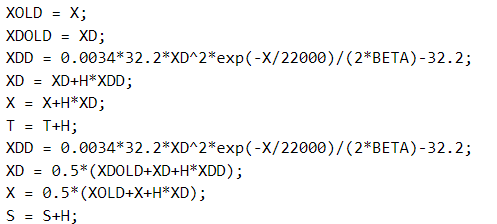 XOLD = X;
XDOLD = XD;
XDD = 0.0034*32.2*XD^2*exp(-X/22000)/(2*BETA)-32.2;
XD = XD+H*XDD;
X = X+H*XD;
T = T+H;
XDD = 0.0034*32.2*XD^2*exp(-X/22000)/(2*BETA)-32.2;
XD = 0.5*(XDOLD+XD+H*XDD);
X = 0.5*(XOLD+X+H*XD);
S = S+H;